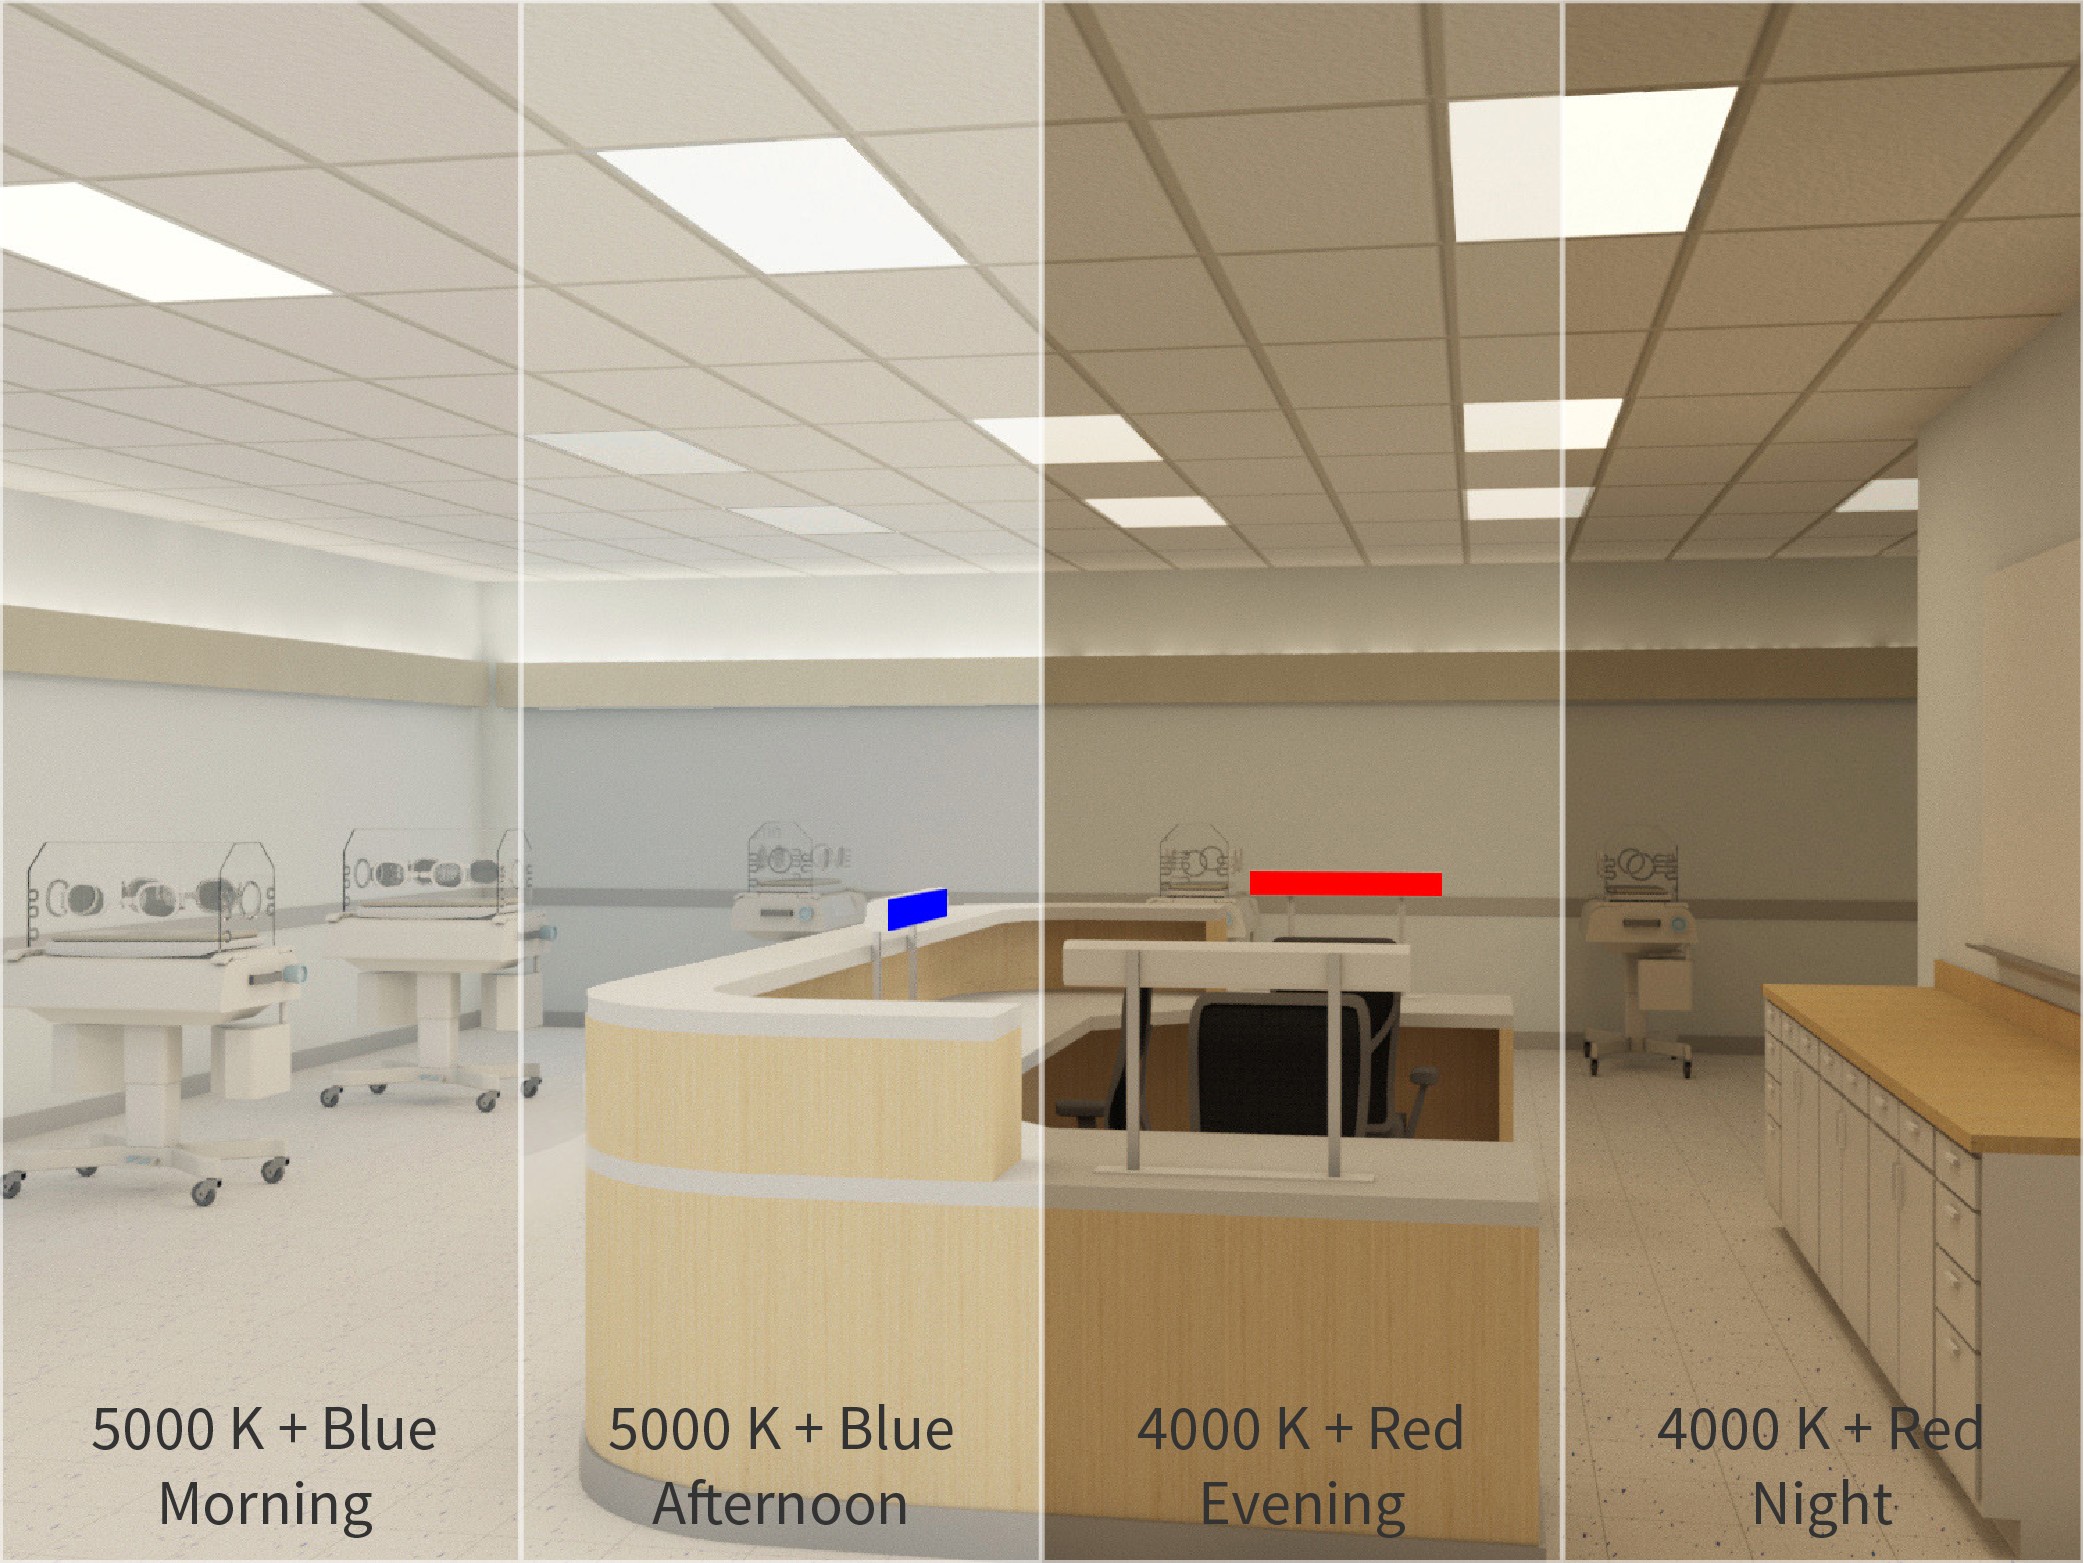 5000 K + Blue
Morning
5000 K + Blue
Afternoon
4000 K + Red
Evening
4000 K + Red
Night